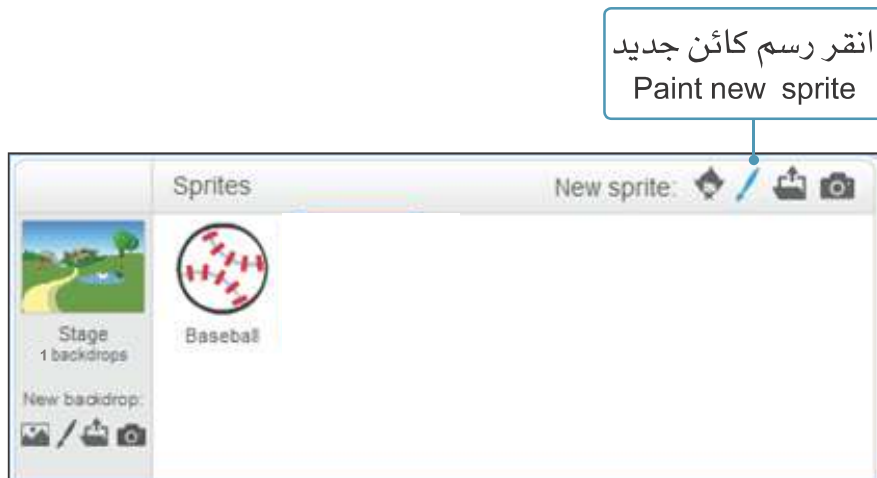 انقر رسم كائن جديد
Paint new sprite
Sprites
New sprite:
Stage
1 backdrops
Baseball
New backdrop: